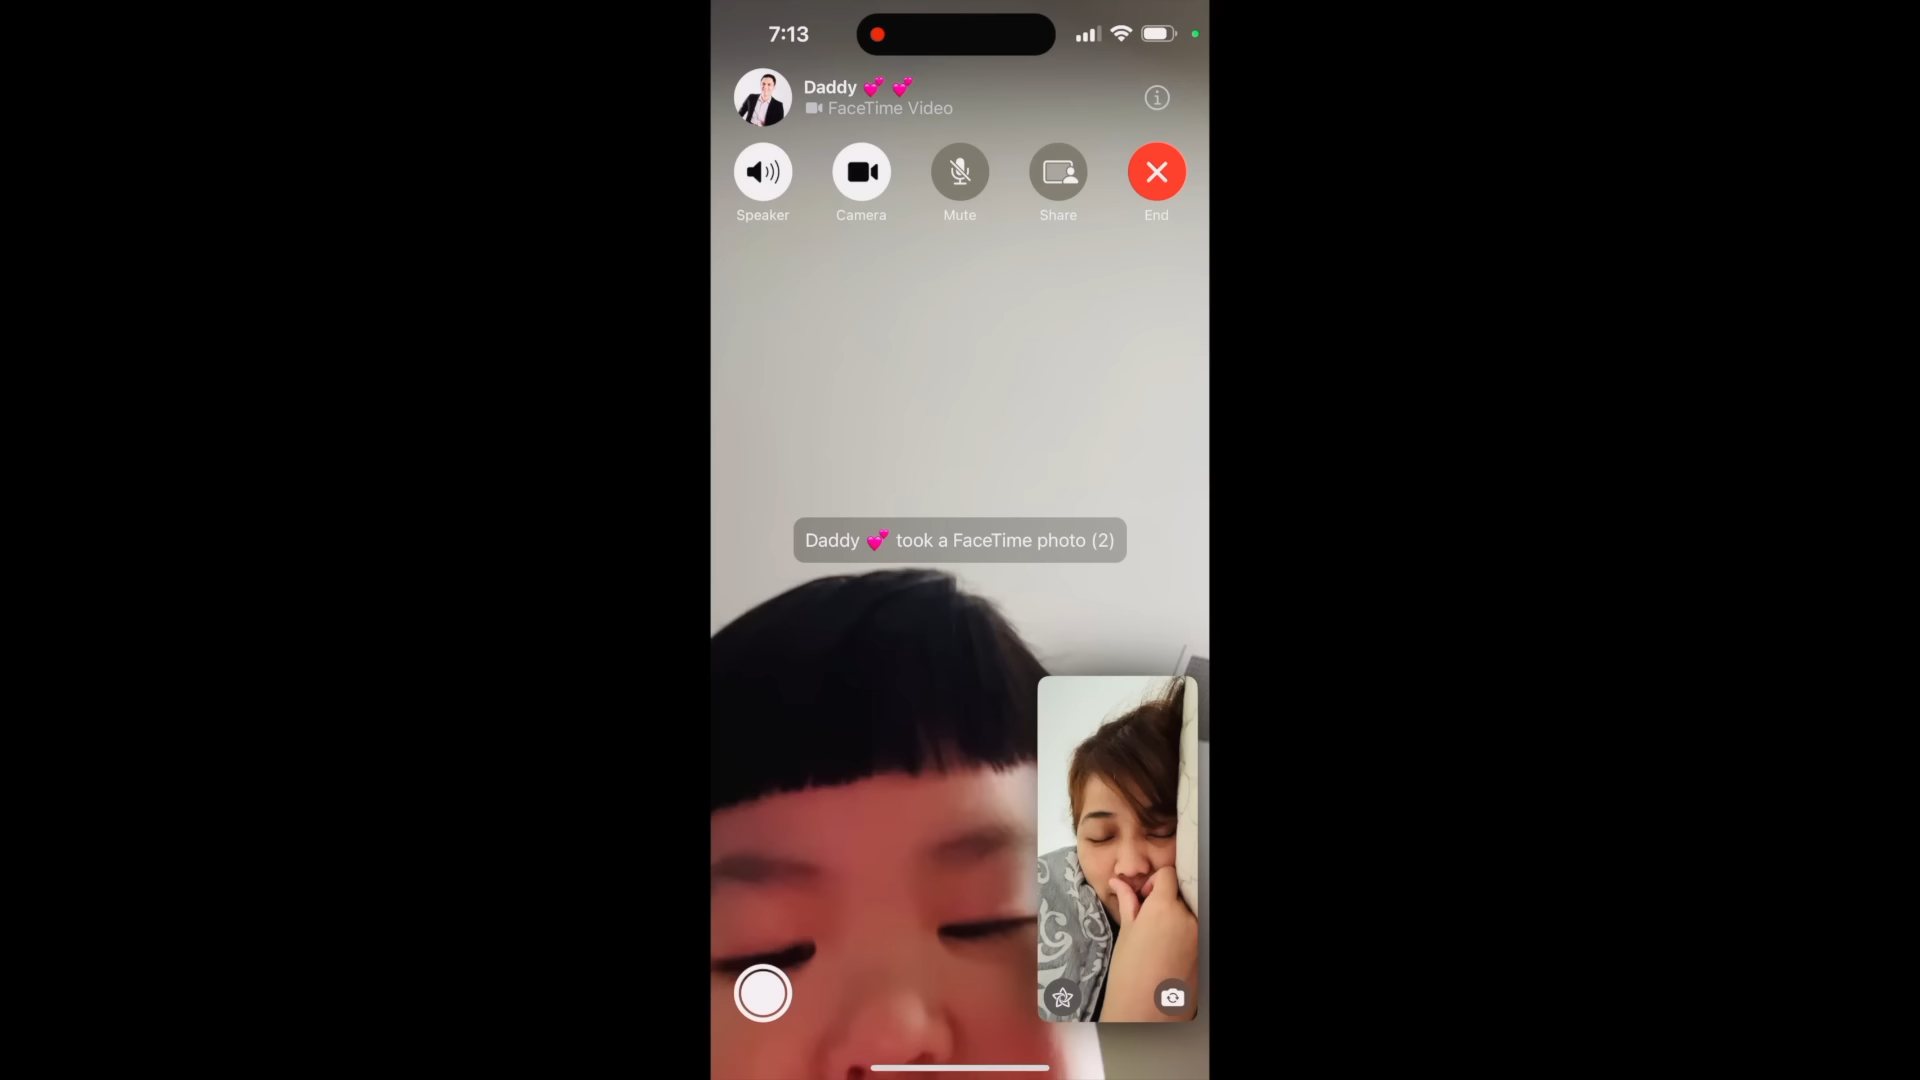 7:13
Daddy 💕 💕
FaceTime Video
Speaker
Camera
Mute
Share
End
Daddy 💕 took a FaceTime photo (2)